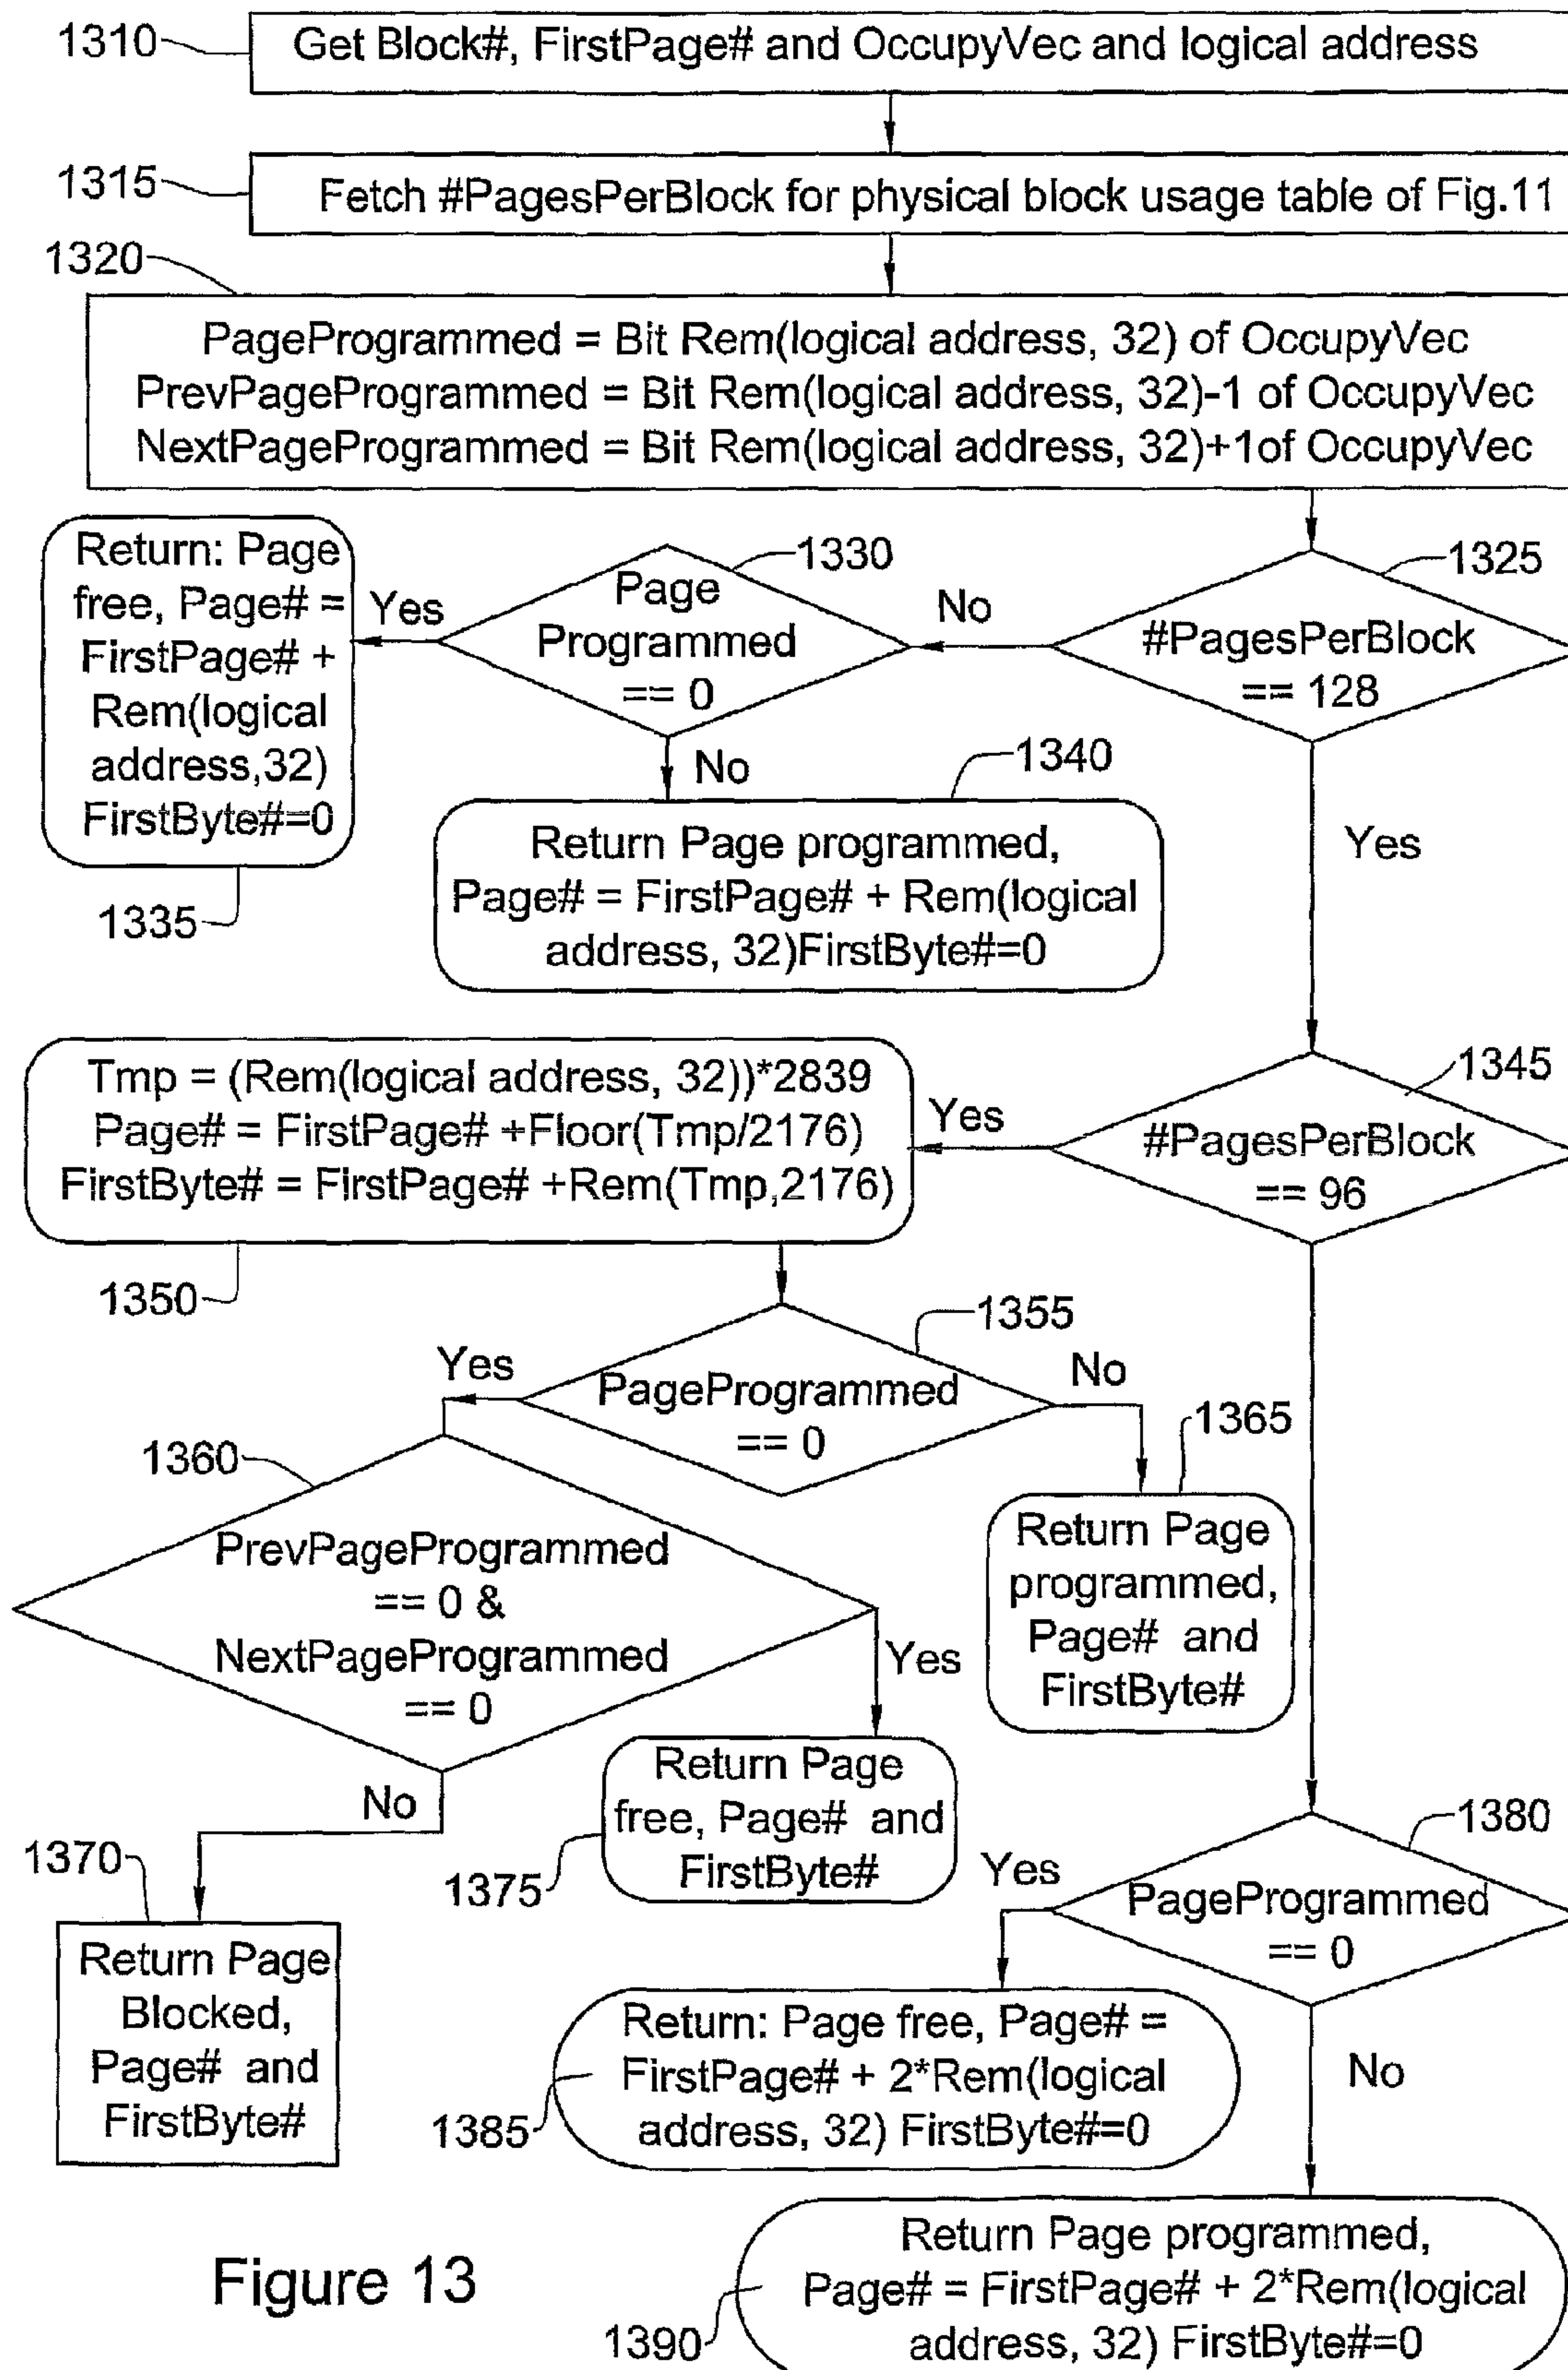 1310
Get Block#, FirstPage# and OccupyVec and logical address
1315
Fetch #PagesPerBlock for physical block usage table of Fig.11
1320
PageProgrammed = Bit Rem(logical address, 32) of OccupyVec
PrevPageProgrammed = Bit Rem(logical address, 32)-1 of OccupyVec
NextPageProgrammed = Bit Rem(logical address, 32)+1of OccupyVec
1325
#PagesPerBlock
== 128
No
Yes
1330
Page
Programmed
== 0
Yes
No
Return: Page
free, Page# =
FirstPage# +
Rem(logical
address,32)
FirstByte#=0
1335
1340
Return Page programmed,
Page# = FirstPage# + Rem(logical
address, 32)FirstByte#=0
1345
#PagesPerBlock
== 96
Yes
Tmp = (Rem(logical address, 32))*2839
Page# = FirstPage# +Floor(Tmp/2176)
FirstByte# = FirstPage# +Rem(Tmp,2176)
1350
1355
PageProgrammed
== 0
Yes
No
1360
PrevPageProgrammed
== 0 &
NextPageProgrammed
== 0
Yes
No
1365
Return Page
programmed,
Page# and
FirstByte#
1370
Return Page
Blocked,
Page# and
FirstByte#
Return Page
free, Page# and
FirstByte#
1375
1380
PageProgrammed
== 0
Yes
No
Return: Page free, Page# =
FirstPage# + 2*Rem(logical
address, 32) FirstByte#=0
1385
Return Page programmed,
Page# = FirstPage# + 2*Rem(logical
address, 32) FirstByte#=0
1390
Figure 13